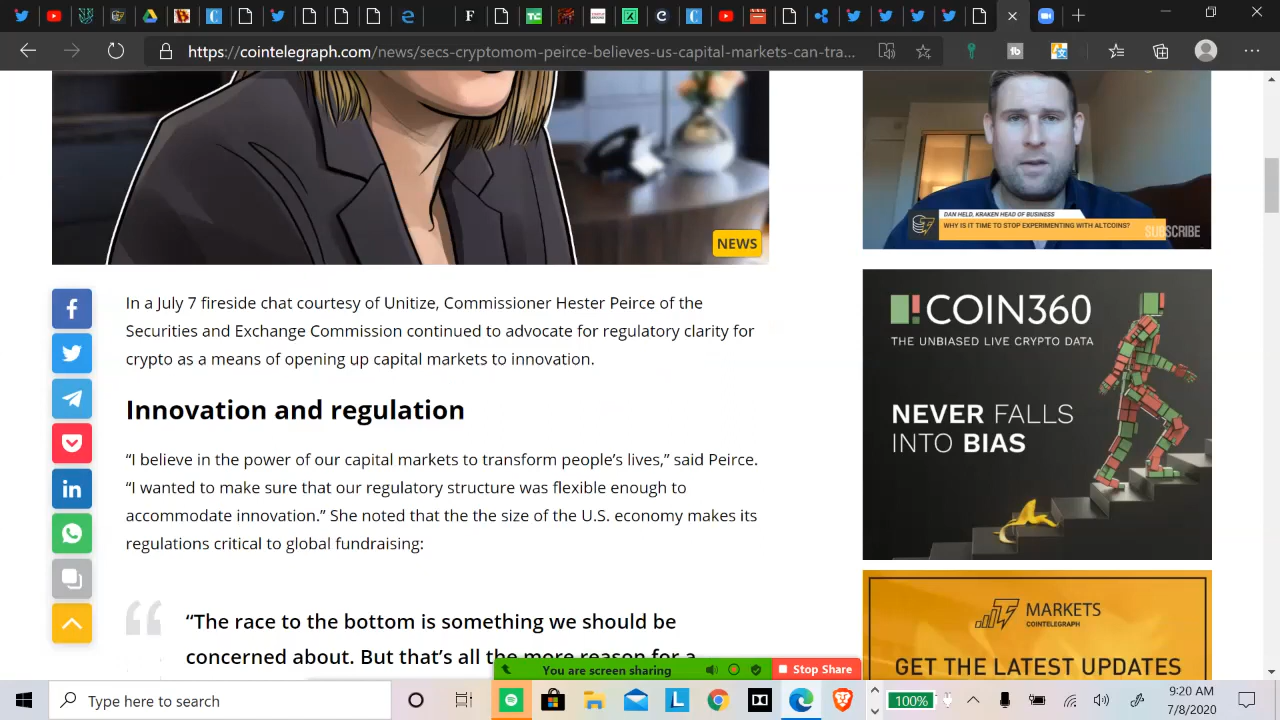 https://cointelegraph.com/news/secs-cryptomom-peirce-believes-us-capital-markets-can-tra...
NEWS
DAN HELD, KRAKEN HEAD OF BUSINESS
WHY IS IT TIME TO STOP EXPERIMENTING WITH ALTCOINS?
SUBSCRIBE
In a July 7 fireside chat courtesy of Unitize, Commissioner Hester Peirce of the
Securities and Exchange Commission continued to advocate for regulatory clarity for
crypto as a means of opening up capital markets to innovation.
Innovation and regulation
“I believe in the power of our capital markets to transform people’s lives,” said Peirce.
“I wanted to make sure that our regulatory structure was flexible enough to
accommodate innovation.” She noted that the the size of the U.S. economy makes its
regulations critical to global fundraising:
“The race to the bottom is something we should be
concerned about. But that’s all the more reason for a
COIN360
THE UNBIASED LIVE CRYPTO DATA
NEVER FALLS
INTO BIAS
MARKETS
COINTELEGRAPH
GET THE LATEST UPDATES
You are screen sharing
Stop Share
Type here to search
100%
9:20 AM
7/8/2020